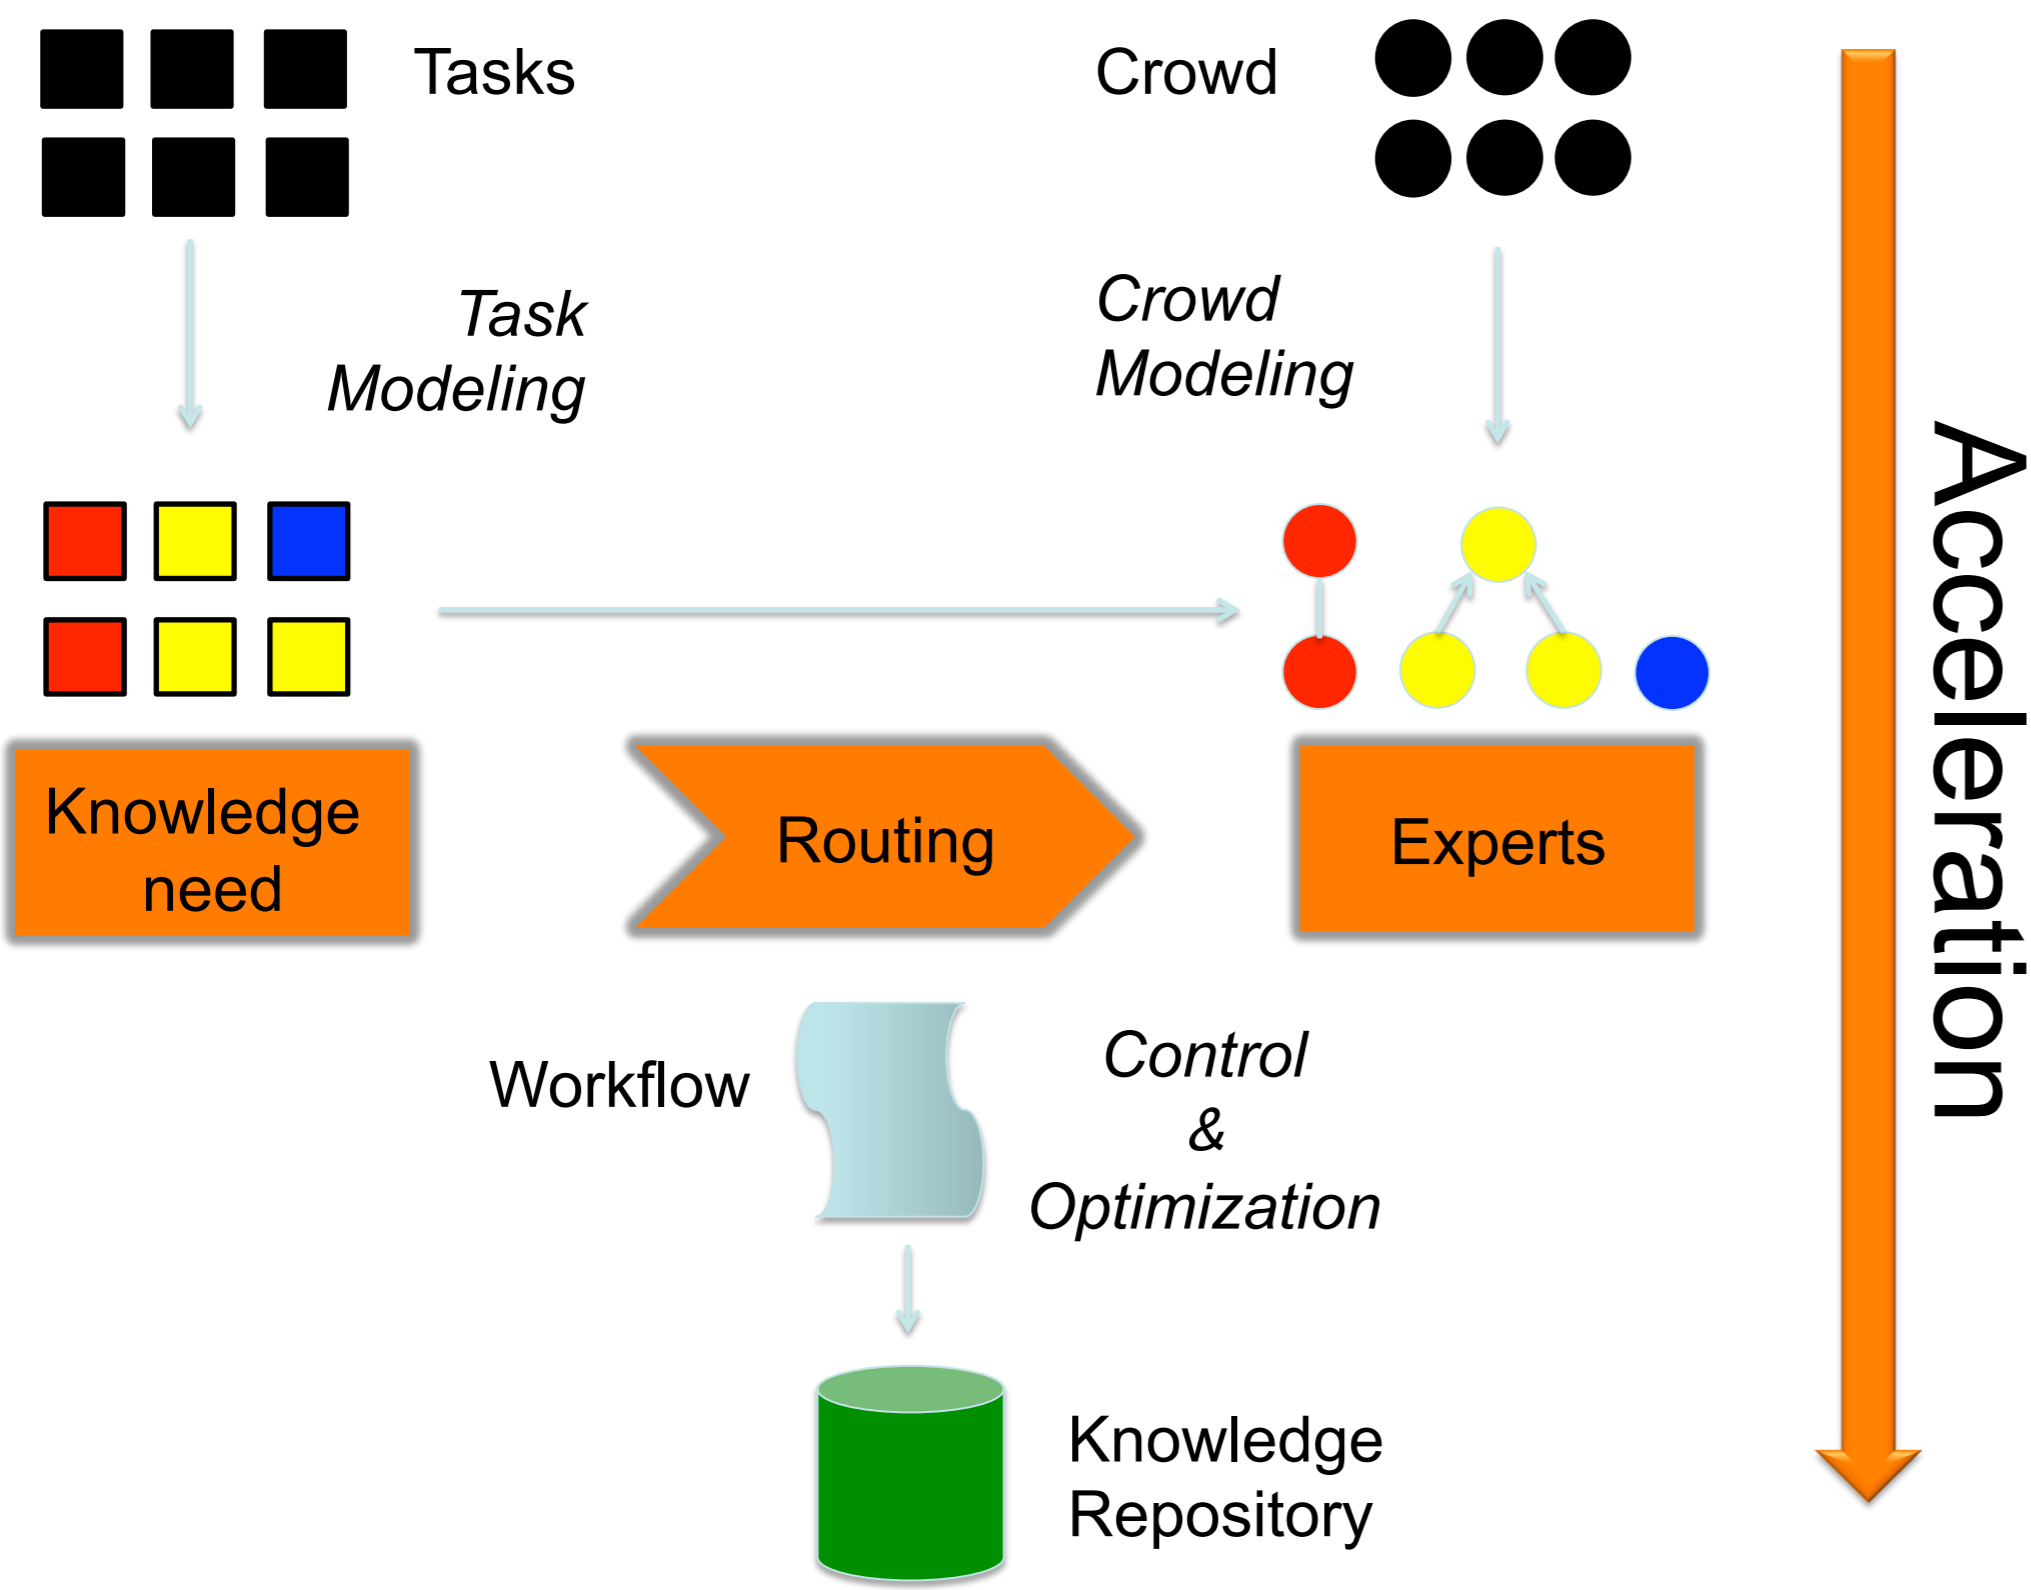 Tasks
Crowd
Task
Modeling
Crowd
Modeling
Knowledge
need
Routing
Experts
Workflow
Control
&
Optimization
Knowledge
Repository
Acceleration